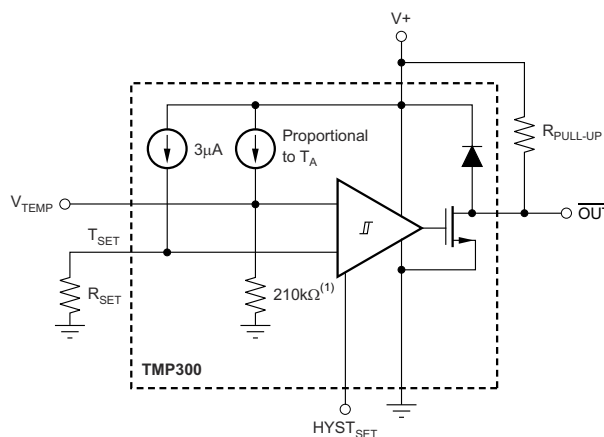 V+
3μA
Proportional
to T_A
R_PULL-UP
V_TEMP
OUT
T_SET
R_SET
210kΩ(1)
TMP300
HYST_SET